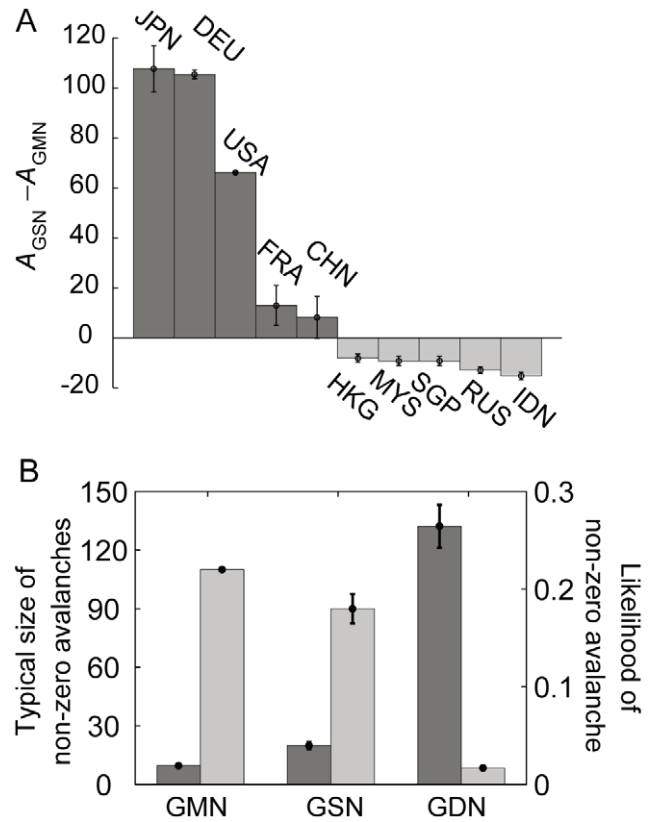 A
JPN
DEU
USA
FRA
CHN
HKG
MYS
SGP
RUS
IDN
120
100
80
60
40
20
0
-20
A_GSN −A_GMN
B
150
120
90
60
30
0
Typical size of
non-zero avalanches
0.3
0.2
0.1
0
Likelihood of
non-zero avalanche
GMN
GSN
GDN